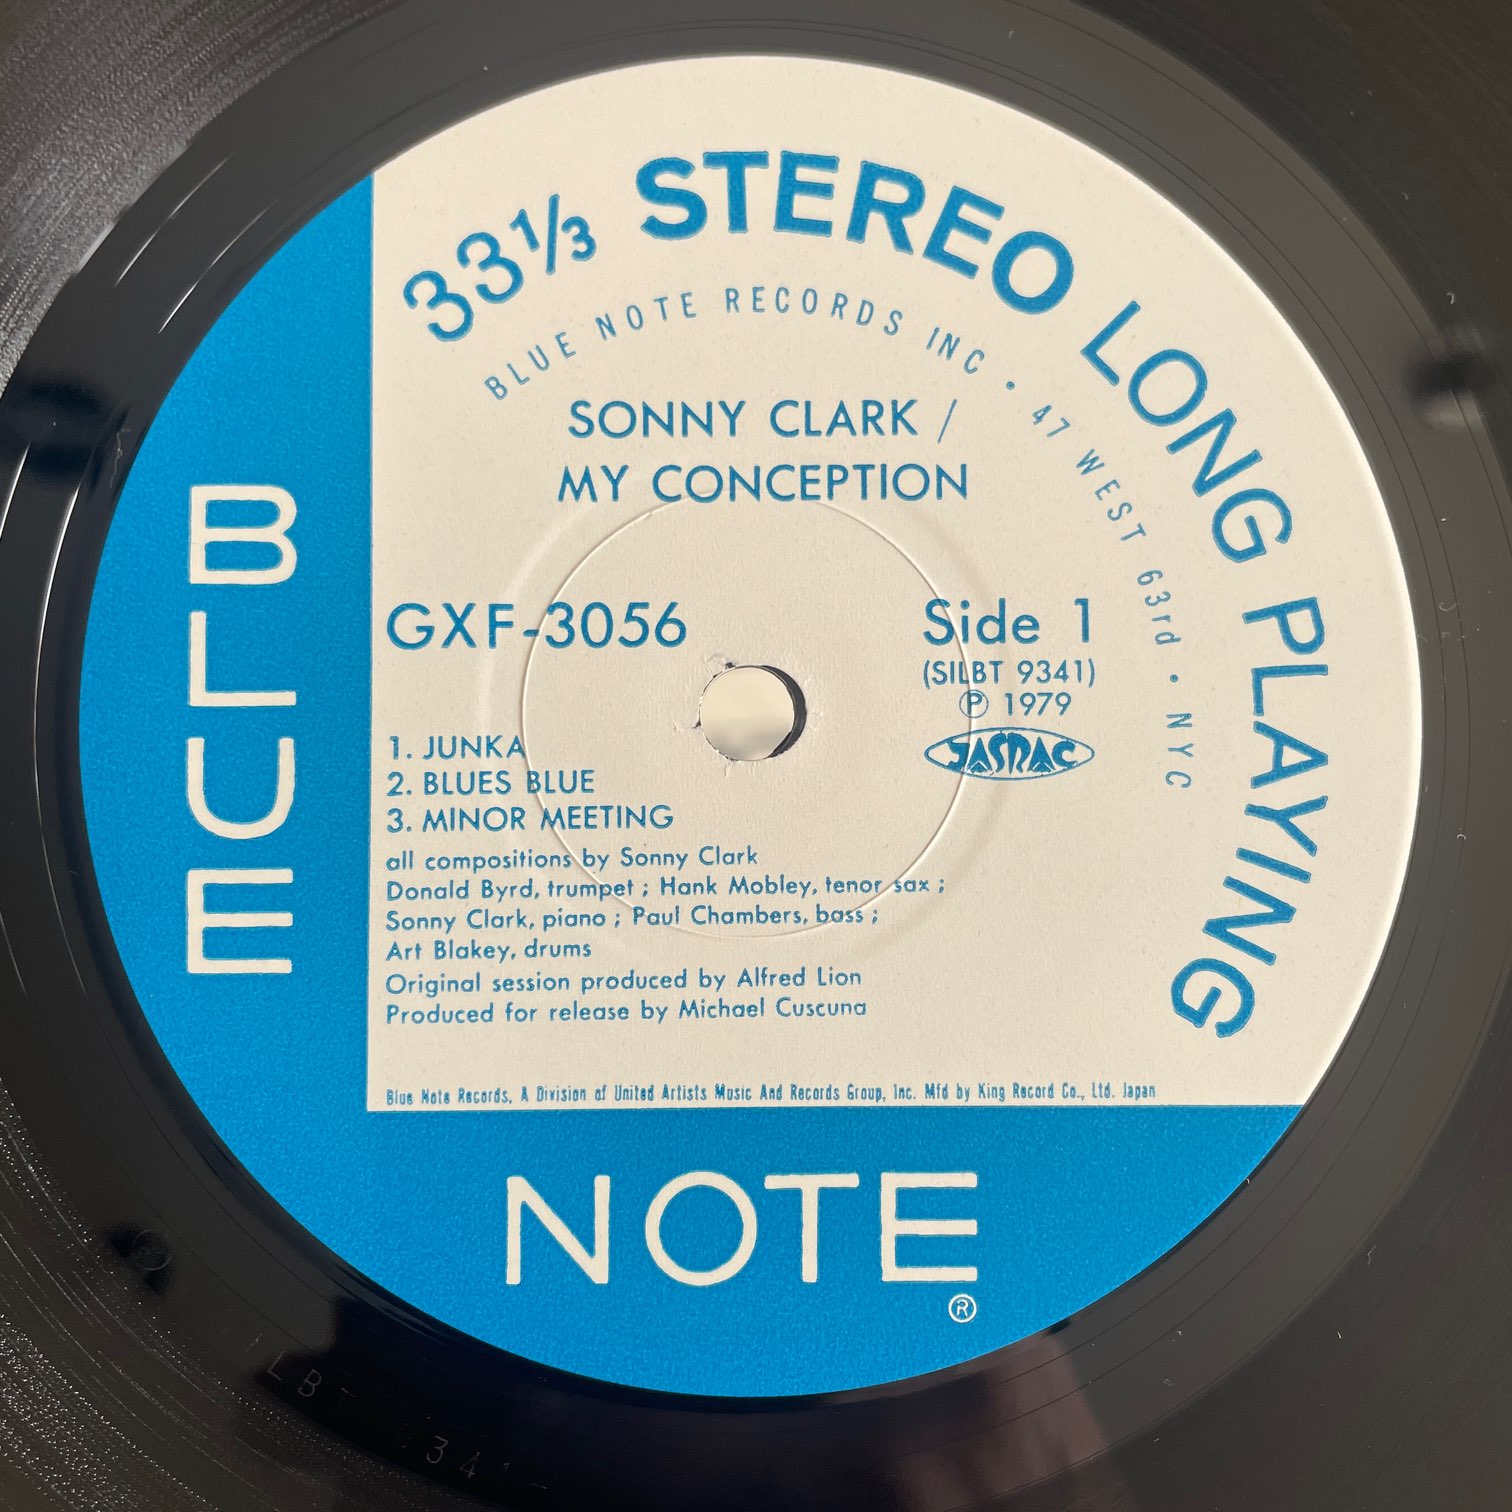 33⅓ STEREO LONG PLAYING
BLUE NOTE RECORDS INC • 47 WEST 63rd • NYC
SONNY CLARK /
MY CONCEPTION
GXF-3056
Side 1
(SILBT 9341)
Ⓟ 1979
JASRAC
1. JUNKA
2. BLUES BLUE
3. MINOR MEETING
all compositions by Sonny Clark
Donald Byrd, trumpet ; Hank Mobley, tenor sax ;
Sonny Clark, piano ; Paul Chambers, bass ;
Art Blakey, drums
Original session produced by Alfred Lion
Produced for release by Michael Cuscuna
Blue Note Records, A Division of United Artists Music And Records Group, Inc. Mfd by King Record Co., Ltd. Japan
BLUE
NOTE
®